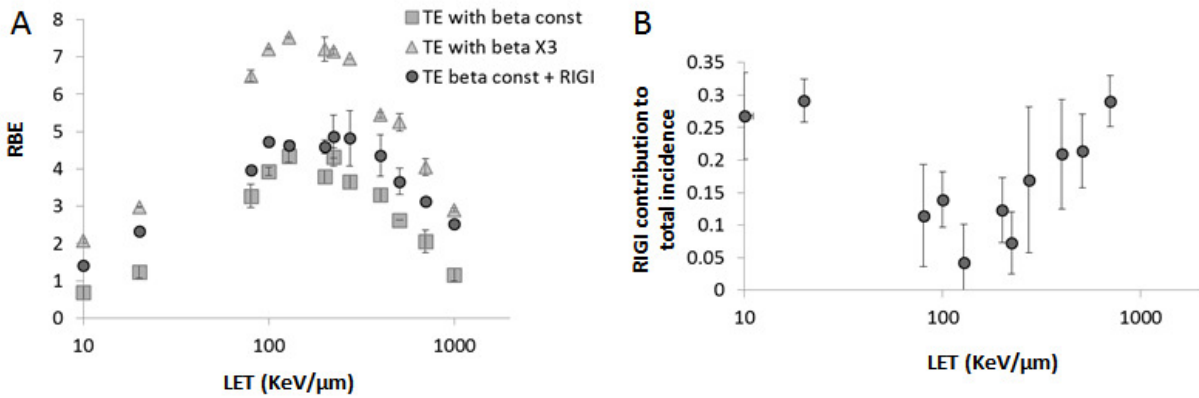 A
TE with beta const
TE with beta X3
TE beta const + RIGI
RBE
8
7
6
5
4
3
2
1
0
10
100
1000
LET (KeV/µm)
B
RIGI contribution to
total incidence
0.35
0.3
0.25
0.2
0.15
0.1
0.05
0
10
100
1000
LET (KeV/µm)